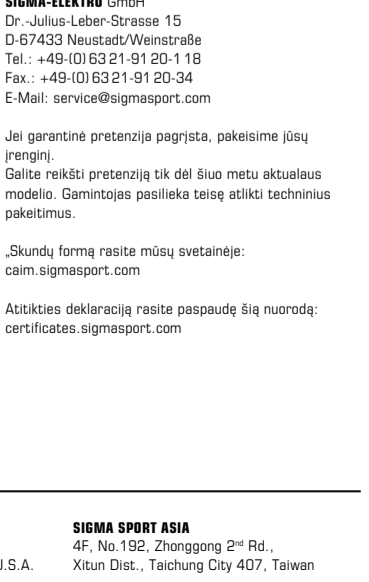 SIGMA-ELEKTRO GmbH
Dr.-Julius-Leber-Strasse 15
D-67433 Neustadt/Weinstraße
Tel.: +49-(0) 63 21-91 20-1 18
Fax.: +49-(0) 63 21-91 20-34
E-Mail: service@sigmasport.com
Jei garantinė pretenzija pagrįsta, pakeisime jūsų
įrenginį.
Galite reikšti pretenziją tik dėl šiuo metu aktualaus
modelio. Gamintojas pasilieka teisę atlikti techninius
pakeitimus.
„Skundų formą rasite mūsų svetainėje:
caim.sigmasport.com
Atitikties deklaraciją rasite paspaudę šią nuorodą:
certificates.sigmasport.com
SIGMA SPORT ASIA
4F, No.192, Zhonggong 2nd Rd.,
J.S.A. Xitun Dist., Taichung City 407, Taiwan